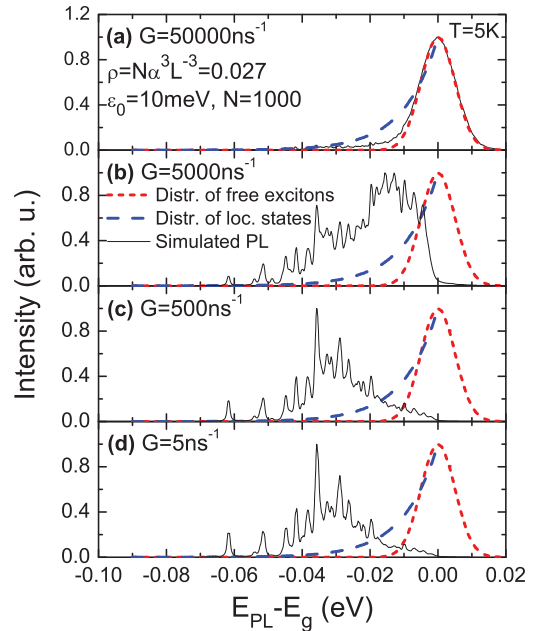 1.2
(a) G=50000ns⁻¹
T=5K
ρ=Nα³L⁻³=0.027
ε₀=10meV, N=1000
0.8
0.4
0.0
(b) G=5000ns⁻¹
Distr. of free excitons
Distr. of loc. states
Simulated PL
0.8
0.4
0.0
(c) G=500ns⁻¹
0.8
0.4
0.0
(d) G=5ns⁻¹
0.8
0.4
0.0
Intensity (arb. u.)
-0.10 -0.08 -0.06 -0.04 -0.02 0.00 0.02
E_PL-E_g (eV)